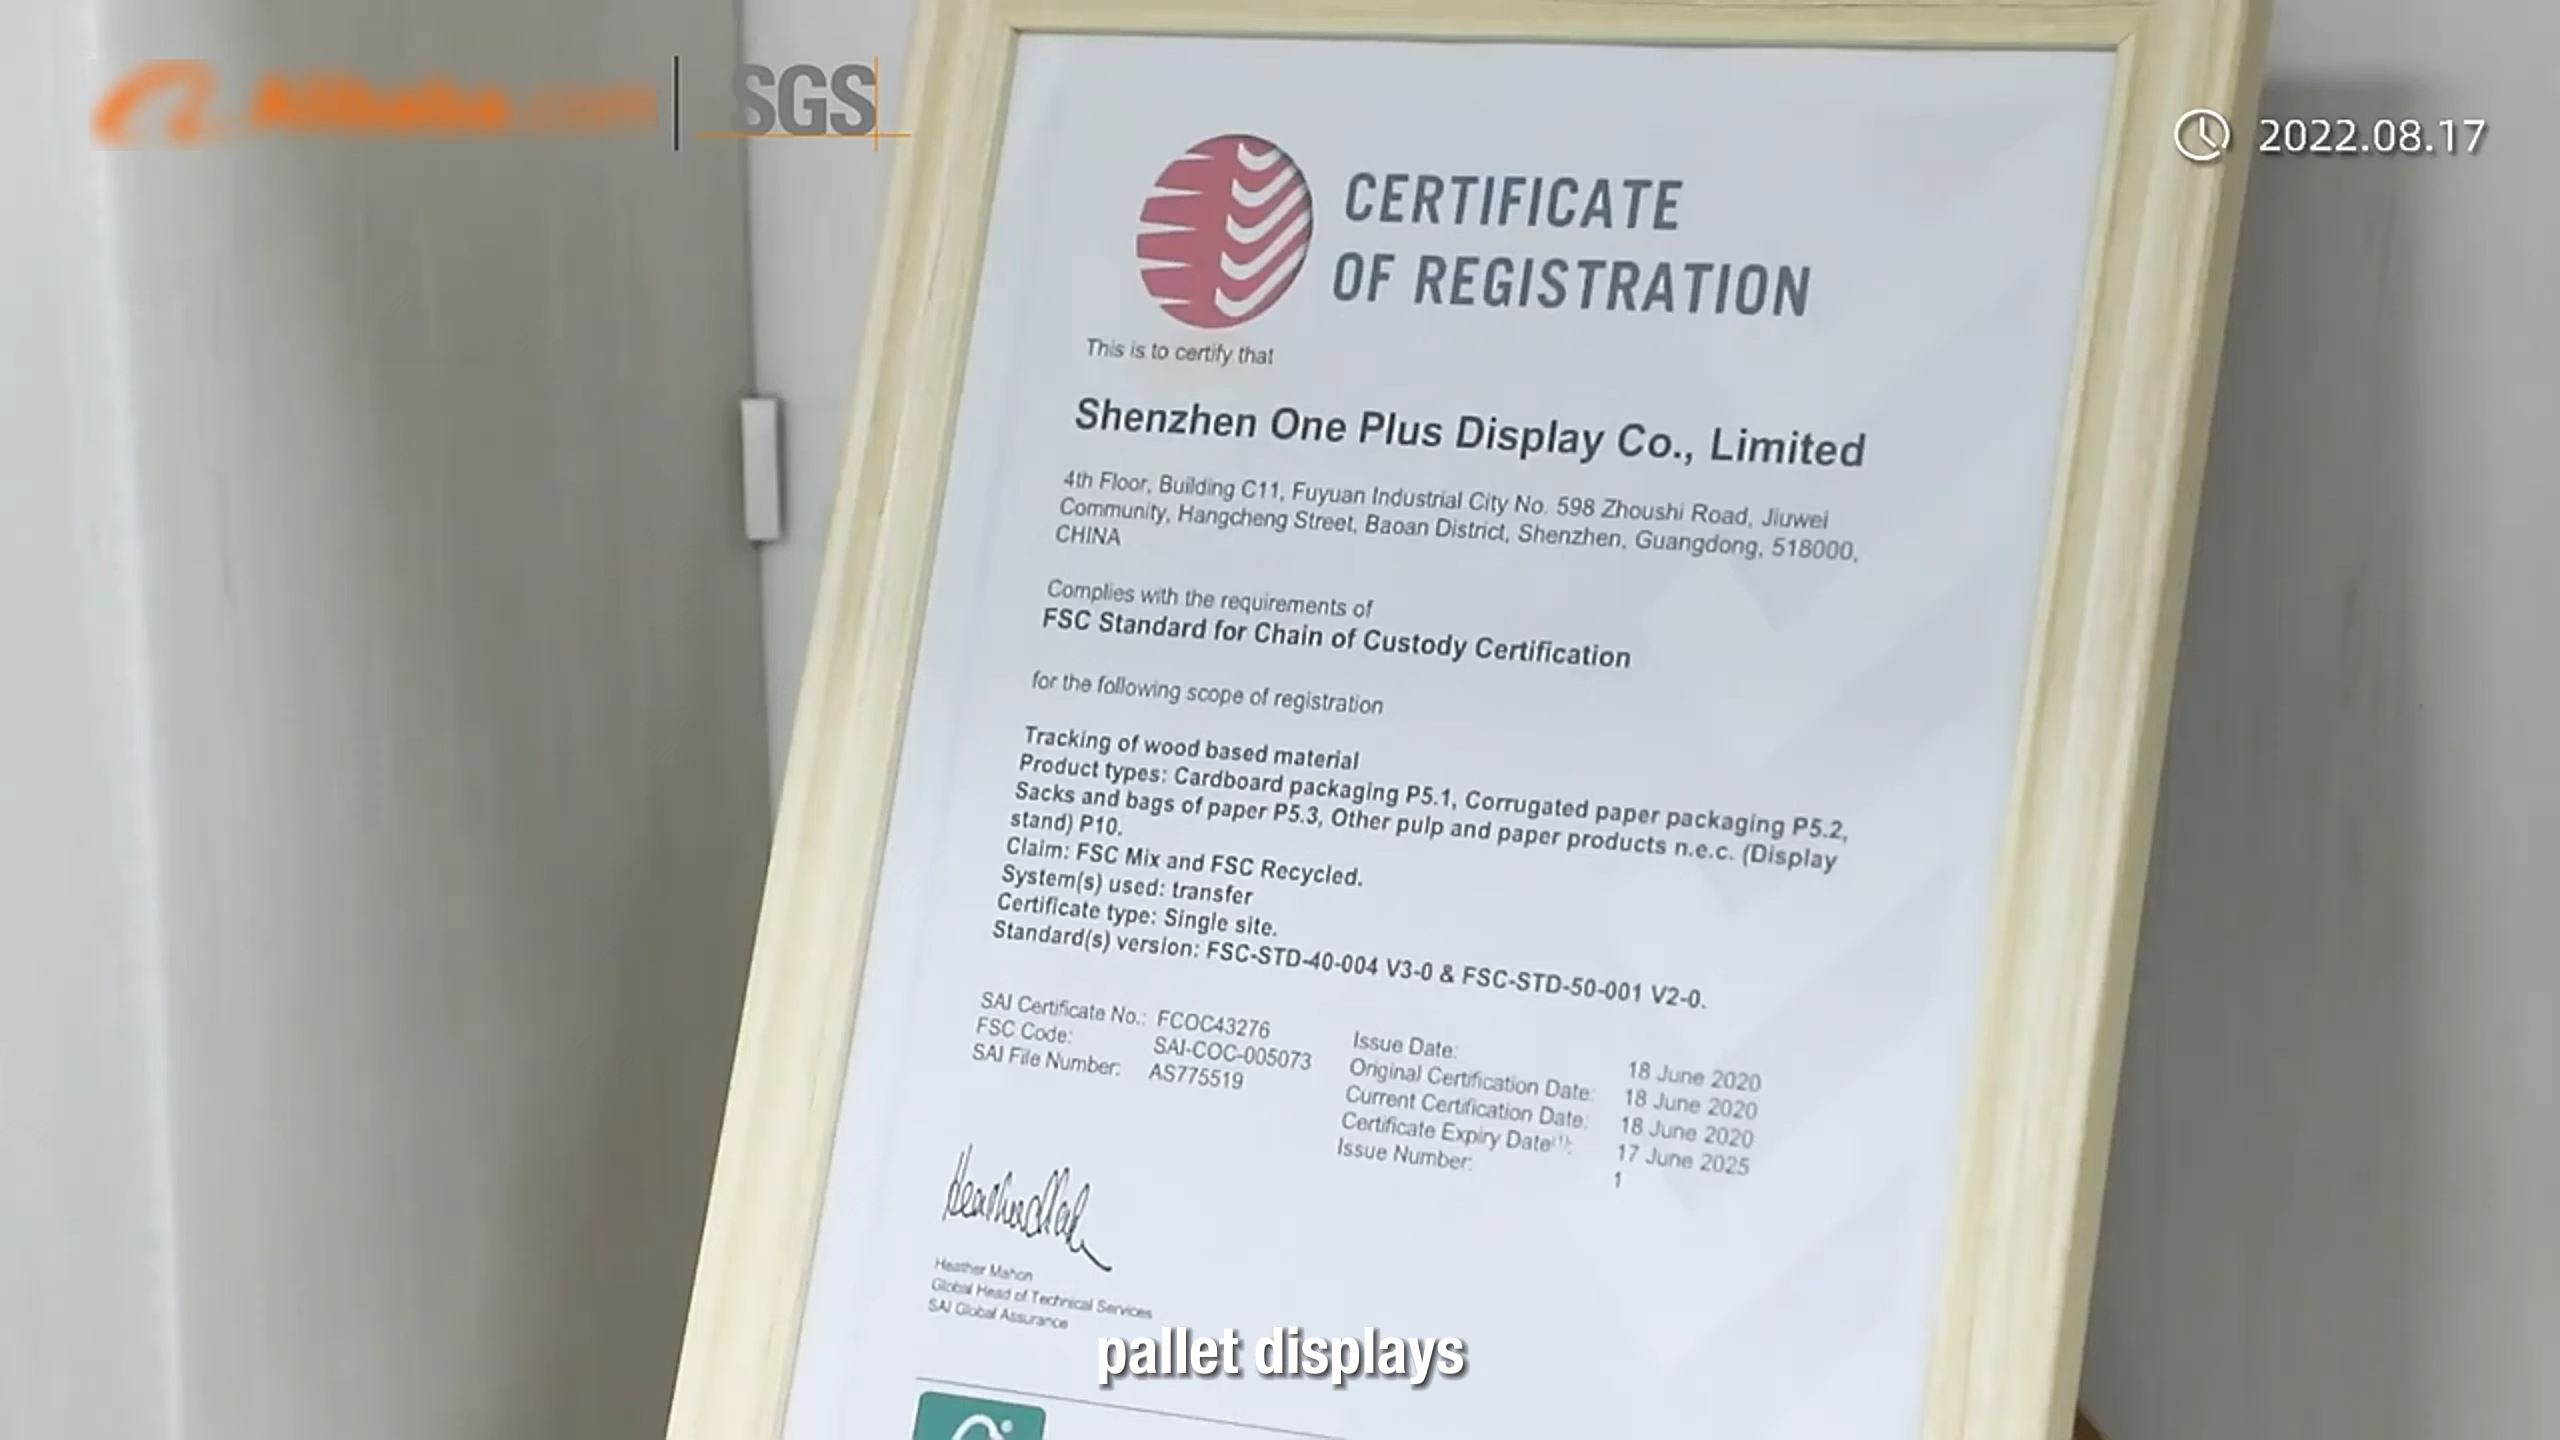 Alibaba.com
SGS
2022.08.17
CERTIFICATE
OF REGISTRATION
This is to certify that
Shenzhen One Plus Display Co., Limited
4th Floor, Building C11, Fuyuan Industrial City No. 598 Zhoushi Road, Jiuwei
Community, Hangcheng Street, Baoan District, Shenzhen, Guangdong, 518000,
CHINA
Complies with the requirements of
FSC Standard for Chain of Custody Certification
for the following scope of registration
Tracking of wood based material
Product types: Cardboard packaging P5.1, Corrugated paper packaging P5.2,
Sacks and bags of paper P5.3, Other pulp and paper products n.e.c. (Display
stand) P10.
Claim: FSC Mix and FSC Recycled.
System(s) used: transfer
Certificate type: Single site.
Standard(s) version: FSC-STD-40-004 V3-0 & FSC-STD-50-001 V2-0.
SAI Certificate No.: FCOC43276
FSC Code: SAI-COC-005073
SAI File Number: AS775519
Issue Date: 18 June 2020
Original Certification Date: 18 June 2020
Current Certification Date: 18 June 2020
Certificate Expiry Date(1): 17 June 2025
Issue Number: 1
Heather Mahon
Global Head of Technical Services
SAI Global Assurance
pallet displays